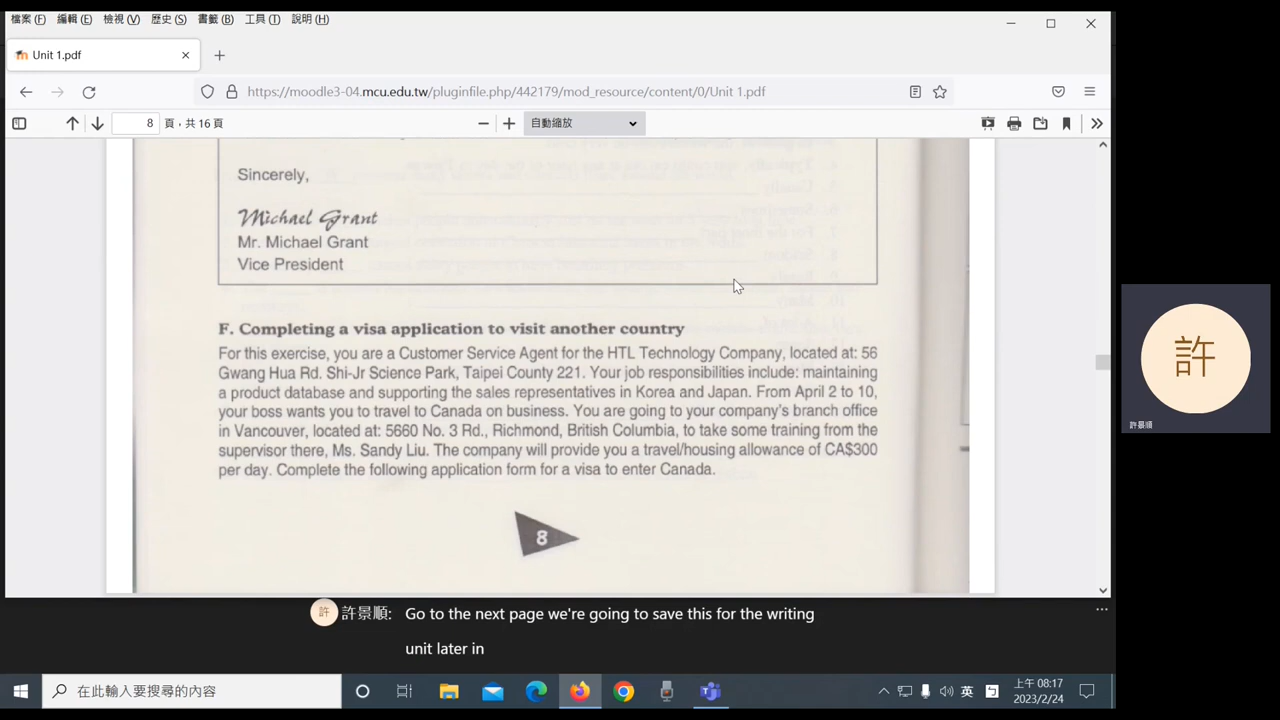 檔案 (F) 編輯(E) 檢視(V) 歷史(S) 書籤(B) 工具(T) 說明(H)
Unit 1.pdf
https://moodle3-04.mcu.edu.tw/pluginfile.php/442179/mod_resource/content/0/Unit 1.pdf
8 頁，共 16 頁
自動縮放
Sincerely,
Michael Grant
Mr. Michael Grant
Vice President
F. Completing a visa application to visit another country
For this exercise, you are a Customer Service Agent for the HTL Technology Company, located at: 56
Gwang Hua Rd. Shi-Jr Science Park, Taipei County 221. Your job responsibilities include: maintaining
a product database and supporting the sales representatives in Korea and Japan. From April 2 to 10,
your boss wants you to travel to Canada on business. You are going to your company's branch office
in Vancouver, located at: 5660 No. 3 Rd., Richmond, British Columbia, to take some training from the
supervisor there, Ms. Sandy Liu. The company will provide you a travel/housing allowance of CA$300
per day. Complete the following application form for a visa to enter Canada.
8
許
許景順
許 許景順: Go to the next page we're going to save this for the writing
unit later in
在此輸入要搜尋的內容
英
上午 08:17
2023/2/24